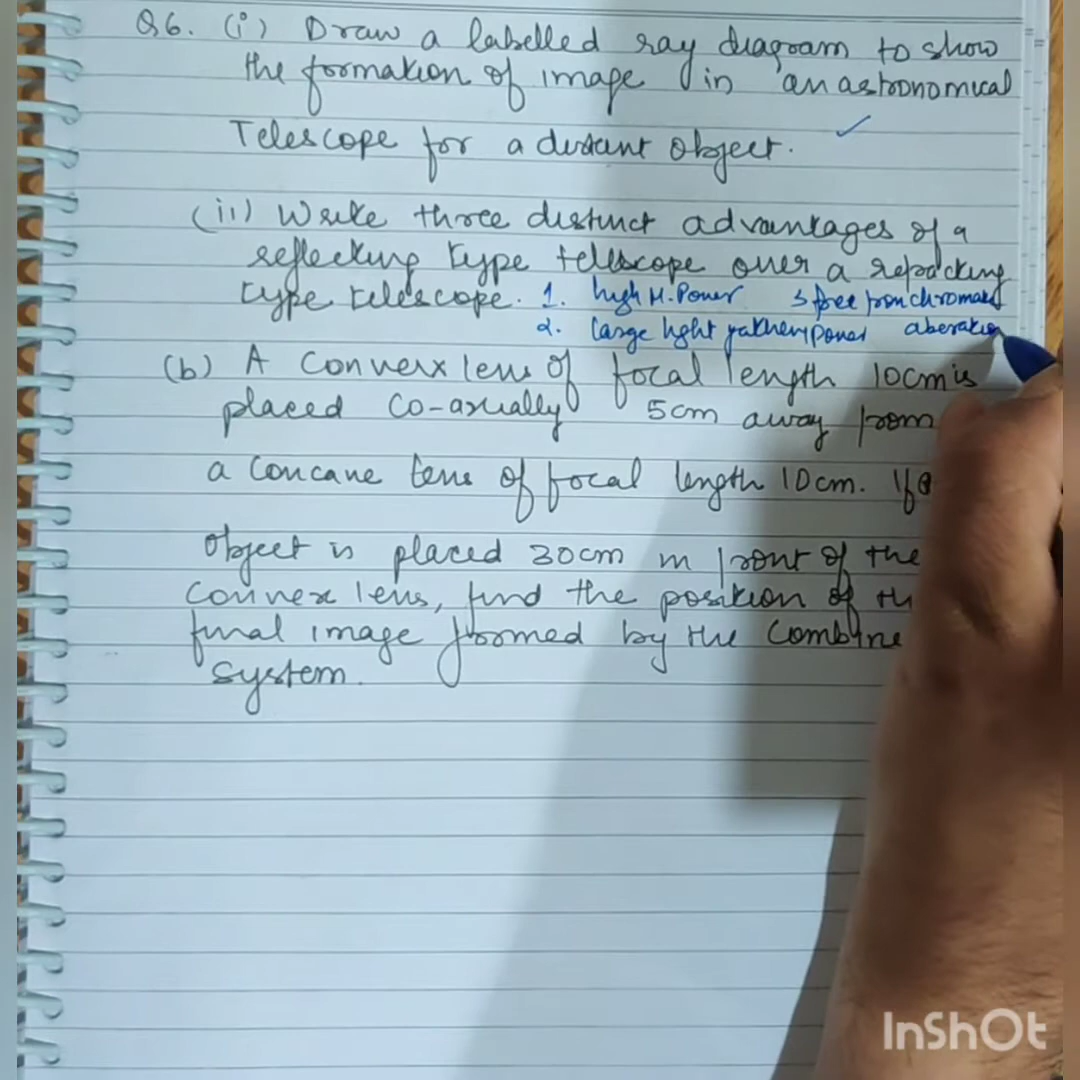 Q6. (i) Draw a labelled ray diagram to show
the formation of image in an astronomical
Telescope for a distant object.
(ii) Write three distinct advantages of a
reflecting type telescope over a refracting
type telescope. 1. high M. Power 3 free from chromatic
2. large light gathering power aberation
(b) A Convex lens of focal length 10cm is
placed Co-axially 5cm away from
a Concave lens of focal length 10cm. If
object is placed 30cm in front of the
Convex lens, find the position of
final image formed by the Combine
system.
InShOt